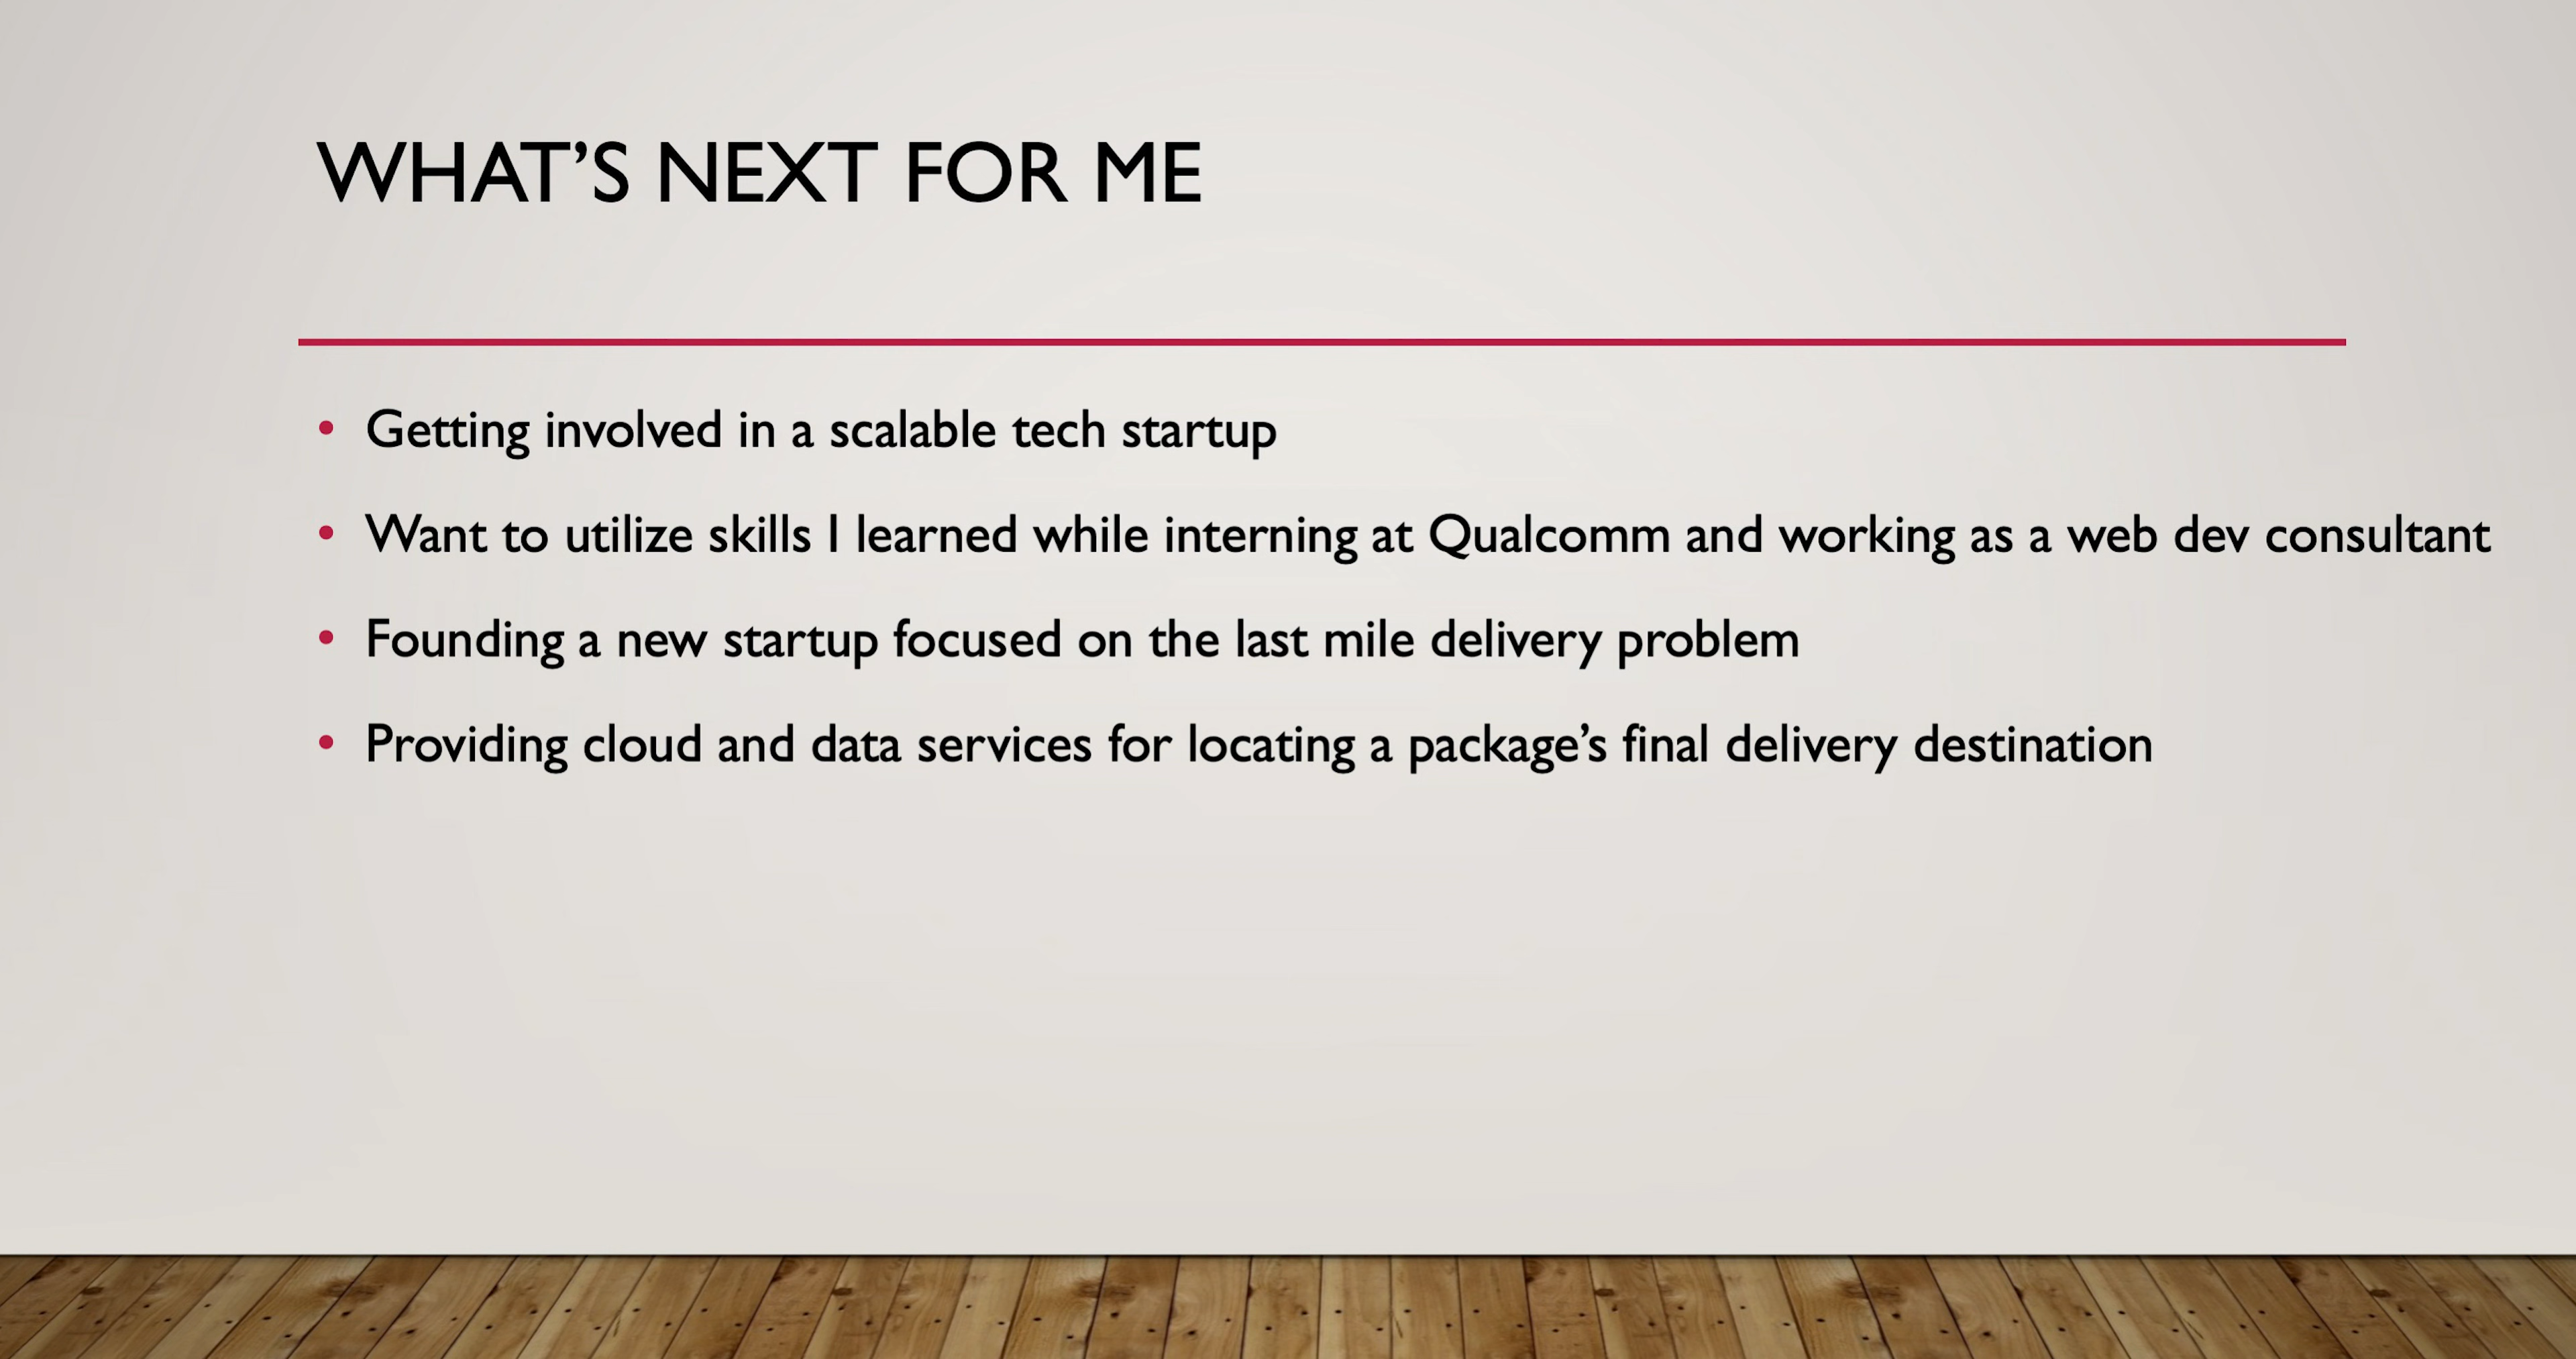 WHAT’S NEXT FOR ME
• Getting involved in a scalable tech startup
• Want to utilize skills I learned while interning at Qualcomm and working as a web dev consultant
• Founding a new startup focused on the last mile delivery problem
• Providing cloud and data services for locating a package’s final delivery destination